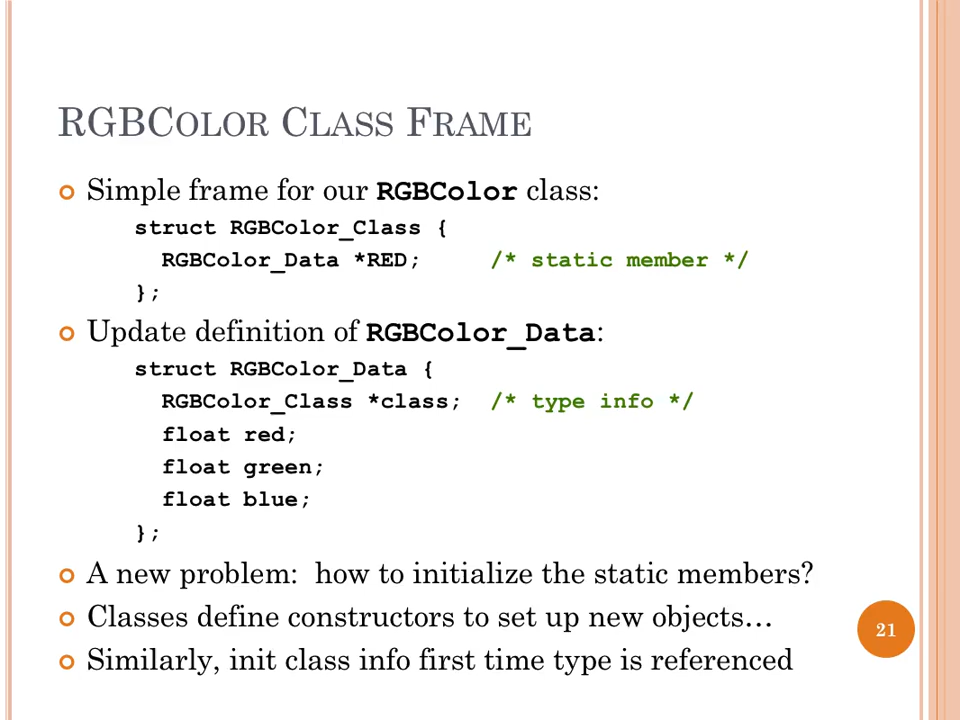 RGBCOLOR CLASS FRAME
Simple frame for our RGBColor class:
struct RGBColor_Class {
RGBColor_Data *RED; /* static member */
};
Update definition of RGBColor_Data:
struct RGBColor_Data {
RGBColor_Class *class; /* type info */
float red;
float green;
float blue;
};
A new problem: how to initialize the static members?
Classes define constructors to set up new objects…
21
Similarly, init class info first time type is referenced